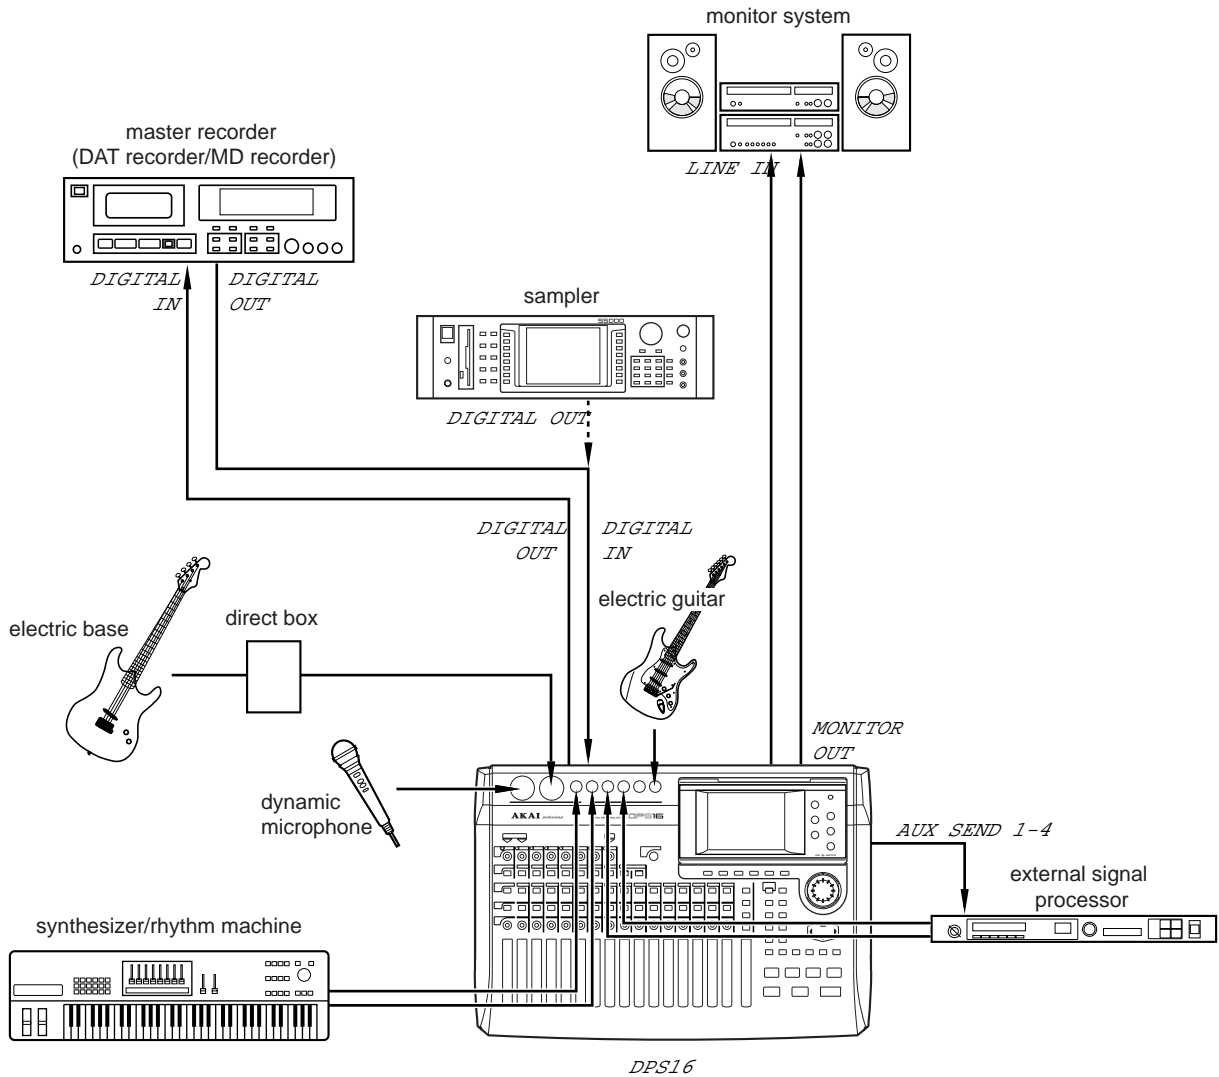 monitor system
master recorder
(DAT recorder/MD recorder)
LINE IN
DIGITAL
IN
DIGITAL
OUT
sampler
S5000
DIGITAL OUT
DIGITAL
OUT
DIGITAL
IN
electric guitar
direct box
electric base
MONITOR
OUT
dynamic
microphone
AKAI professional
DPS16
AUX SEND 1-4
external signal
processor
synthesizer/rhythm machine
DPS16